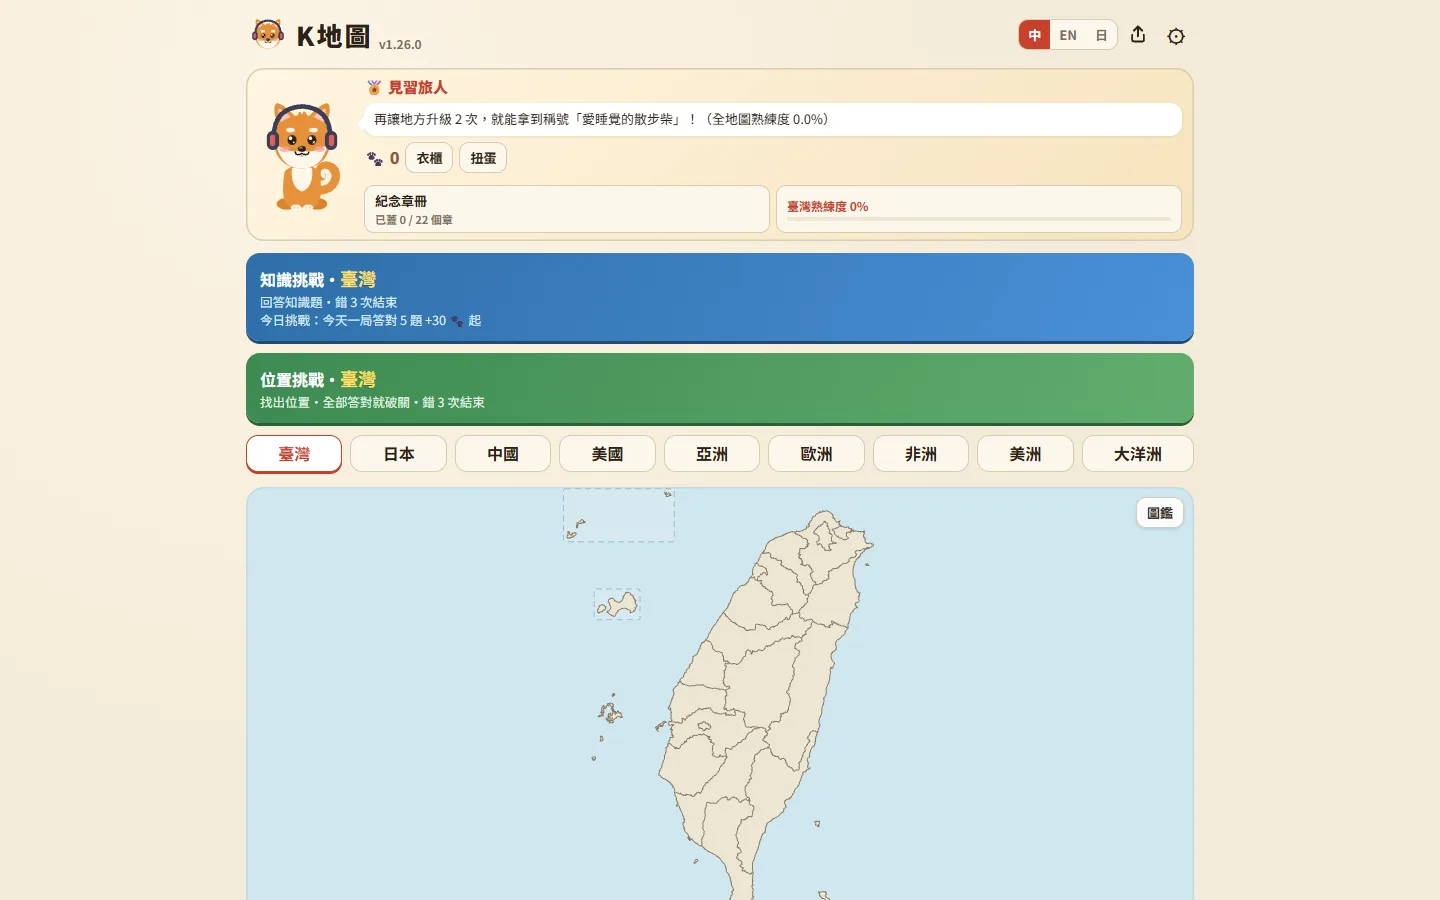 K地圖 v1.26.0
中 EN 日
見習旅人
再讓地方升級 2 次，就能拿到稱號「愛睡覺的散步柴」！（全地圖熟練度 0.0%）
0 衣櫃 扭蛋
紀念章冊
已蓋 0 / 22 個章
臺灣熟練度 0%
知識挑戰・臺灣
回答知識題・錯 3 次結束
今日挑戰：今天一局答對 5 題 +30 起
位置挑戰・臺灣
找出位置・全部答對就破關・錯 3 次結束
臺灣 日本 中國 美國 亞洲 歐洲 非洲 美洲 大洋洲
圖鑑